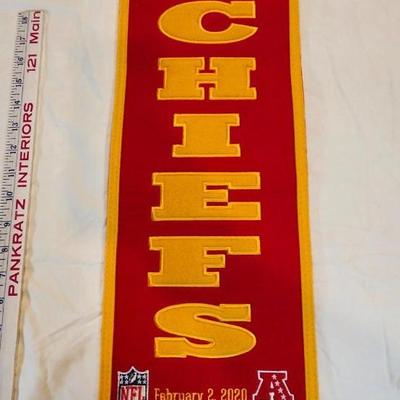 CHIEFS
NFL February 2, 2020 A
PANKRATZ INTERIORS 121 Main